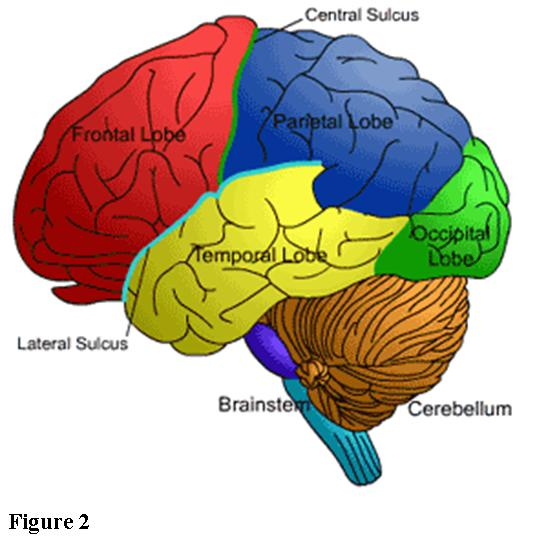 Central Sulcus
Frontal Lobe
Parietal Lobe
Temporal Lobe
Occipital
Lobe
Lateral Sulcus
Brainstem
Cerebellum
Figure 2